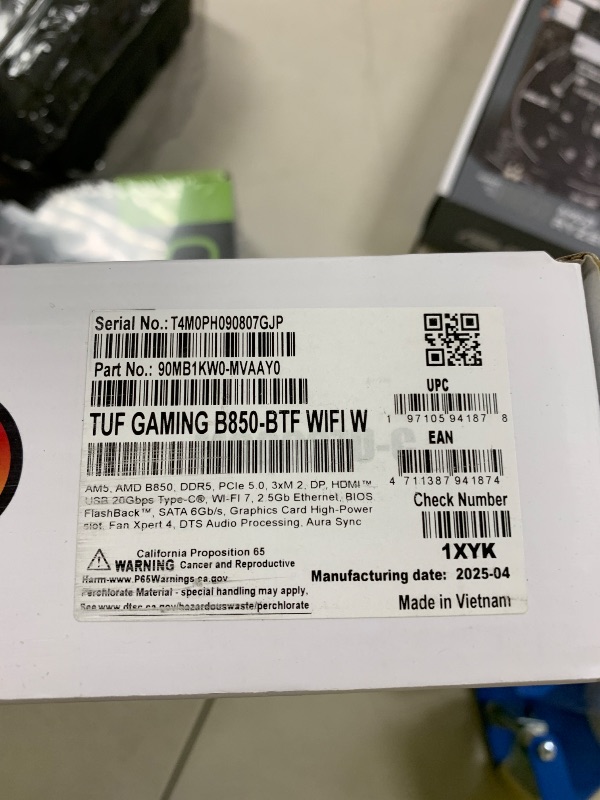 Serial No.: T4M0PH090807GJP
Part No.: 90MB1KW0-MVAAY0
TUF GAMING B850-BTF WIFI W
AM5, AMD B850, DDR5, PCIe 5.0, 3xM.2, DP, HDMI™,
USB 20Gbps Type-C®, WI-FI 7, 2.5Gb Ethernet, BIOS
FlashBack™, SATA 6Gb/s, Graphics Card High-Power
slot, Fan Xpert 4, DTS Audio Processing, Aura Sync
California Proposition 65
WARNING Cancer and Reproductive
Harm-www.P65Warnings.ca.gov
Perchlorate Material - special handling may apply,
See www.dtsc.ca.gov/hazardouswaste/perchlorate
UPC
1 97105 94187 8
EAN
4 711387 941874
Check Number
1XYK
Manufacturing date: 2025-04
Made in Vietnam